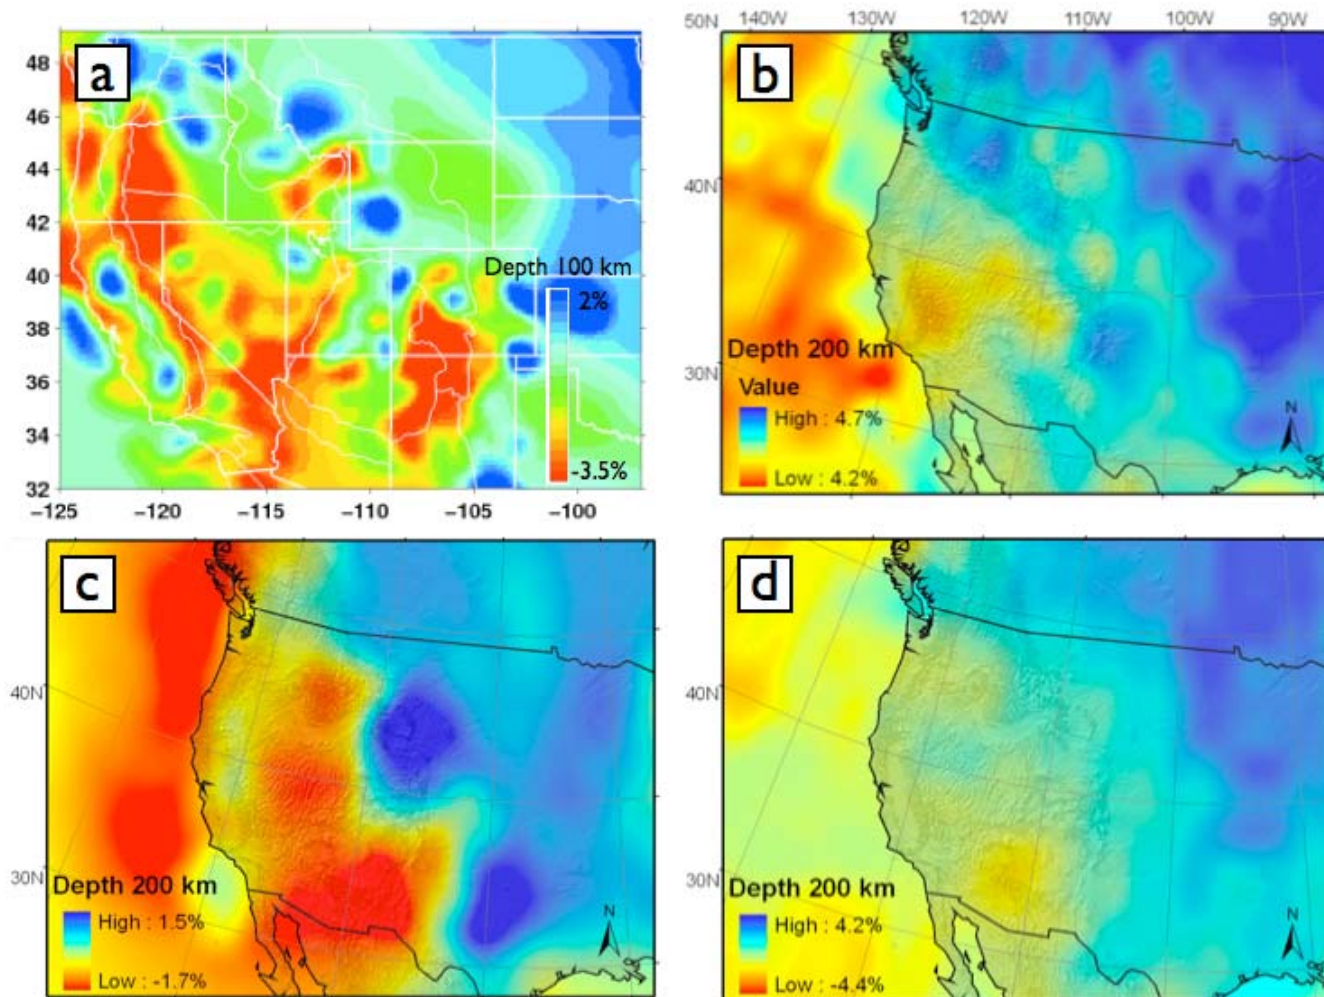 a
48
46
44
42
40
38
36
34
32
−125
−120
−115
−110
−105
−100
Depth 100 km
2%
-3.5%
b
50N
140W
130W
120W
110W
100W
90W
40N
30N
Depth 200 km
Value
High : 4.7%
Low : 4.2%
N
c
40N
30N
Depth 200 km
High : 1.5%
Low : -1.7%
N
d
40N
30N
Depth 200 km
High : 4.2%
Low : -4.4%
N